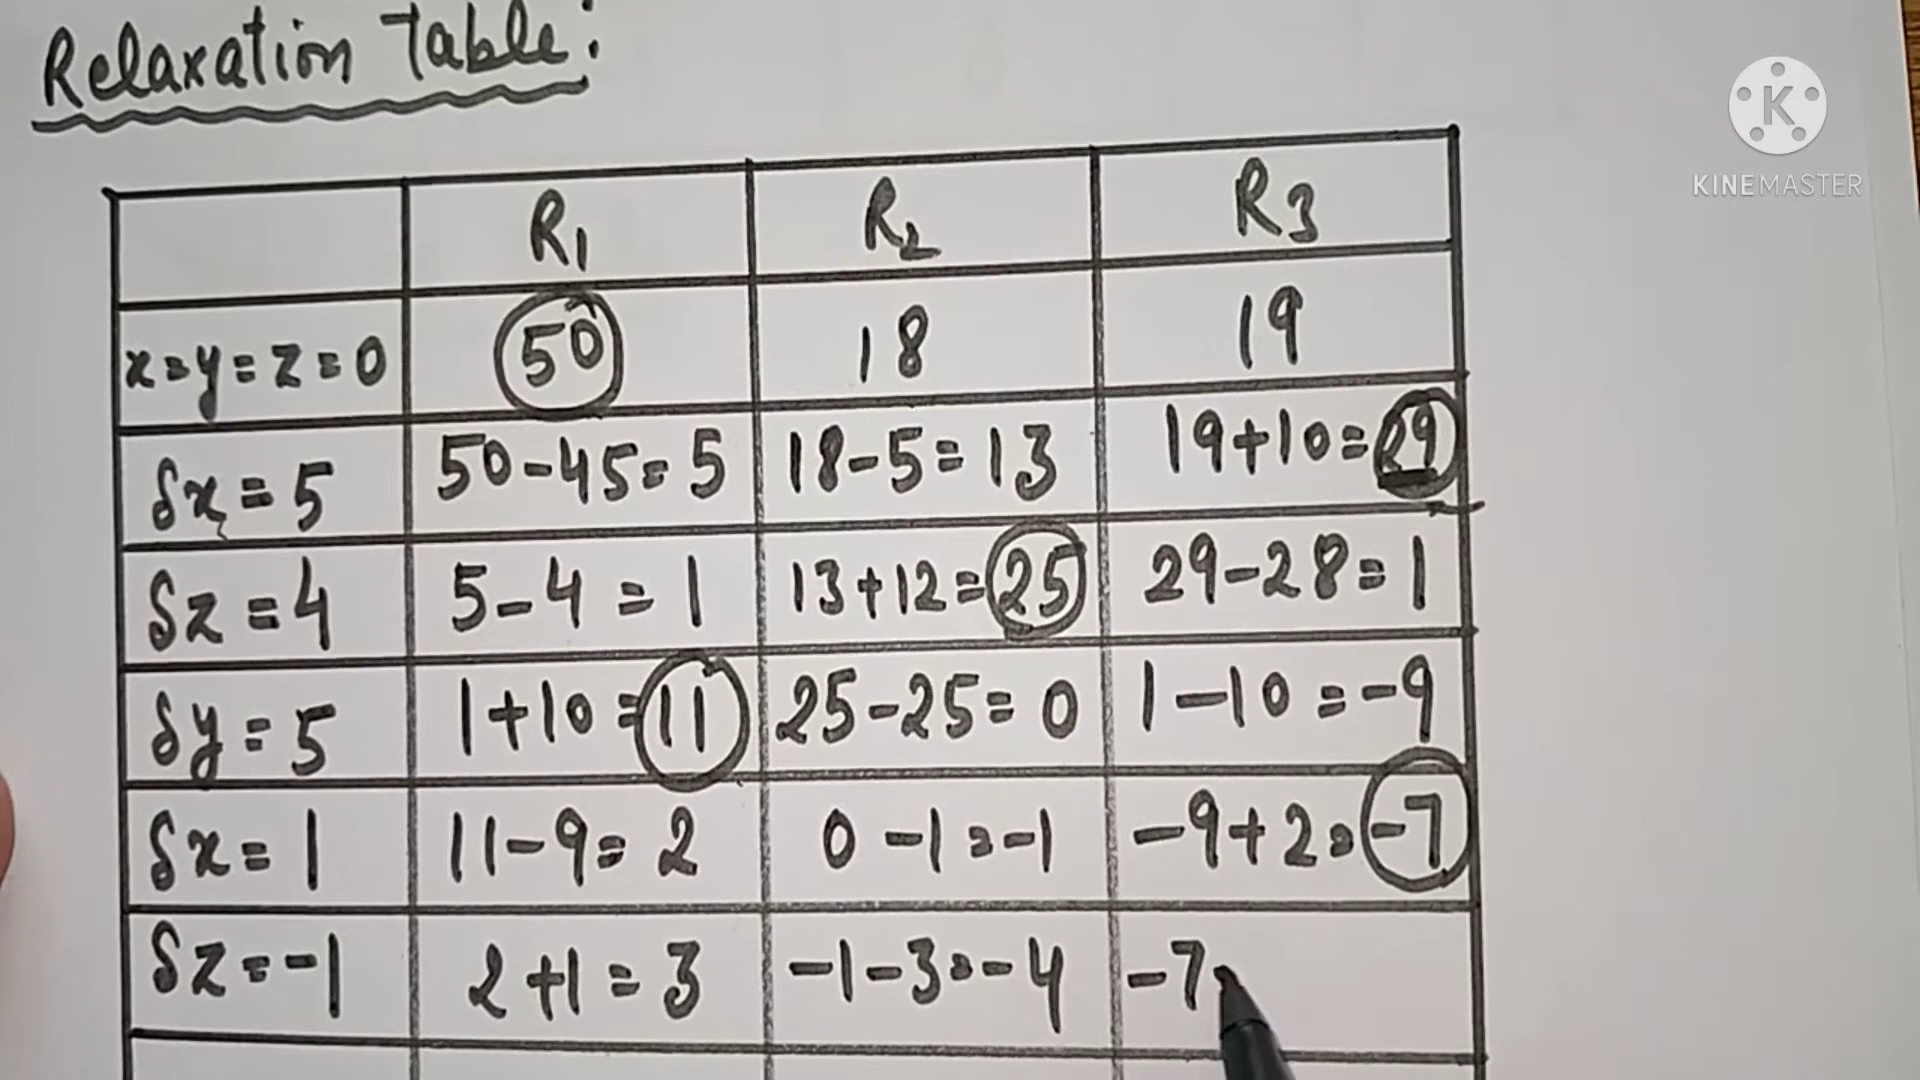 Relaxation Table:
K
KINEMASTER
R1 R2 R3
x=y=z=0 50 18 19
δx=5 50-45=5 18-5=13 19+10=29
δz=4 5-4=1 13+12=25 29-28=1
δy=5 1+10=11 25-25=0 1-10=-9
δx=1 11-9=2 0-1=-1 -9+2=-7
δz=-1 2+1=3 -1-3=-4 -7